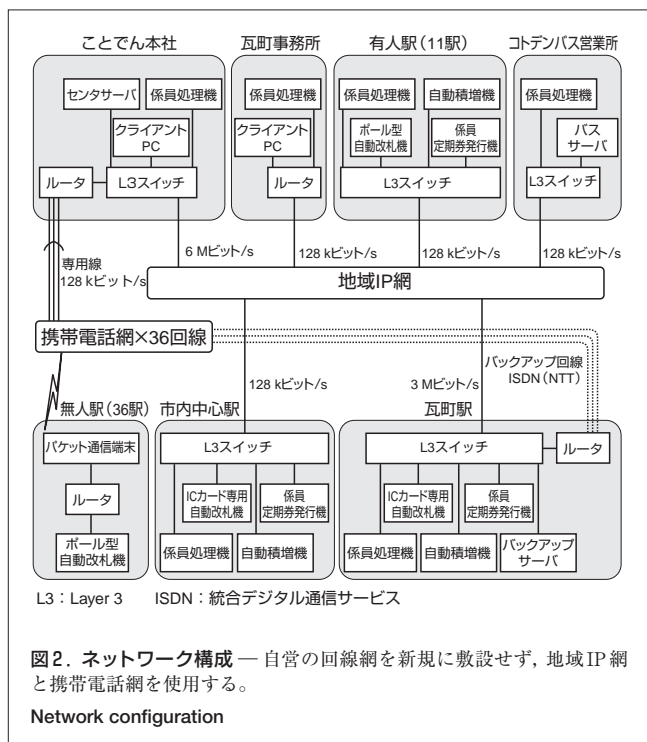 ことでん本社
瓦町事務所
有人駅(11駅)
コトデンバス営業所
センタサーバ
係員処理機
クライアント
PC
ルータ
L3スイッチ
係員処理機
クライアント
PC
ルータ
係員処理機
自動積増機
ポール型
自動改札機
係員
定期券発行機
L3スイッチ
係員処理機
バス
サーバ
L3スイッチ
専用線
128 kビット/s
6 Mビット/s
128 kビット/s
128 kビット/s
128 kビット/s
地域IP網
携帯電話網×36回線
128 kビット/s
3 Mビット/s
バックアップ回線
ISDN(NTT)
無人駅(36駅)
市内中心駅
瓦町駅
パケット通信端末
ルータ
ポール型
自動改札機
L3スイッチ
ICカード専用
自動改札機
係員
定期券発行機
係員処理機
自動積増機
L3スイッチ
ルータ
ICカード専用
自動改札機
係員
定期券発行機
係員処理機
自動積増機
バックアップ
サーバ
L3:Layer 3 ISDN:統合デジタル通信サービス
図2.ネットワーク構成 ― 自営の回線網を新規に敷設せず,地域IP網
と携帯電話網を使用する。
Network configuration